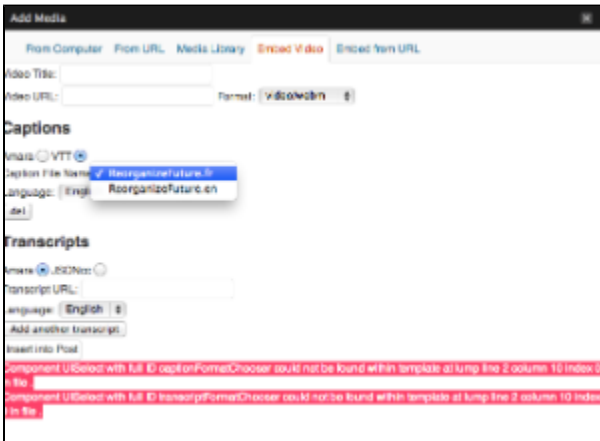 Add Media
From Computer From URL Media Library Embed Video Embed from URL
Video Title:
Video URL: Format: video/webm
Captions
Amara VTT
Caption File Name ✓ ReorganizeFuture.fr
ReorganizeFuture.en
Language: Engli
del
Transcripts
Amara JSONcc
Transcript URL:
Language: English
Add another transcript
Insert into Post
Component UISelect with full ID captionFormatChooser could not be found within template at lump line 2 column 10 index 0
in file .
Component UISelect with full ID transcriptFormatChooser could not be found within template at lump line 2 column 10 index
0 in file .